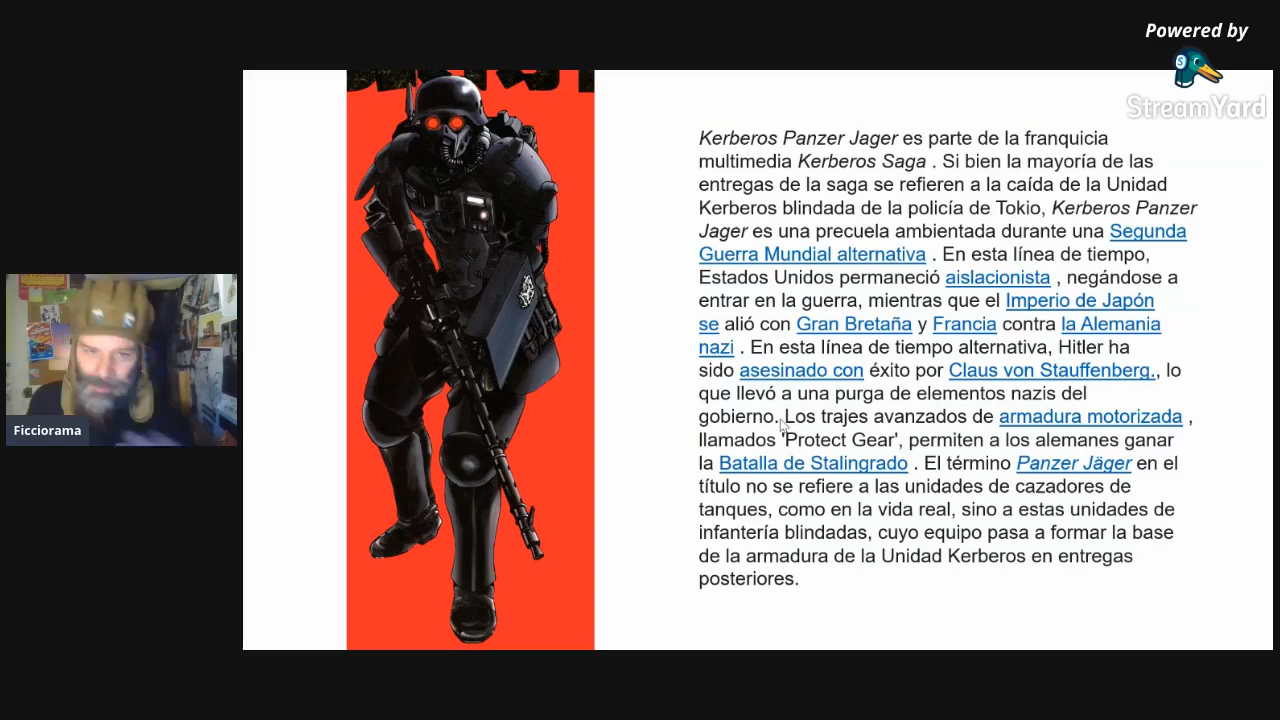 Powered by
StreamYard
Kerberos Panzer Jager es parte de la franquicia
multimedia Kerberos Saga . Si bien la mayoría de las
entregas de la saga se refieren a la caída de la Unidad
Kerberos blindada de la policía de Tokio, Kerberos Panzer
Jager es una precuela ambientada durante una Segunda
Guerra Mundial alternativa . En esta línea de tiempo,
Estados Unidos permaneció aislacionista , negándose a
entrar en la guerra, mientras que el Imperio de Japón
se alió con Gran Bretaña y Francia contra la Alemania
nazi . En esta línea de tiempo alternativa, Hitler ha
sido asesinado con éxito por Claus von Stauffenberg., lo
que llevó a una purga de elementos nazis del
gobierno. Los trajes avanzados de armadura motorizada ,
llamados 'Protect Gear', permiten a los alemanes ganar
la Batalla de Stalingrado . El término Panzer Jäger en el
título no se refiere a las unidades de cazadores de
tanques, como en la vida real, sino a estas unidades de
infantería blindadas, cuyo equipo pasa a formar la base
de la armadura de la Unidad Kerberos en entregas
posteriores.
Ficciorama